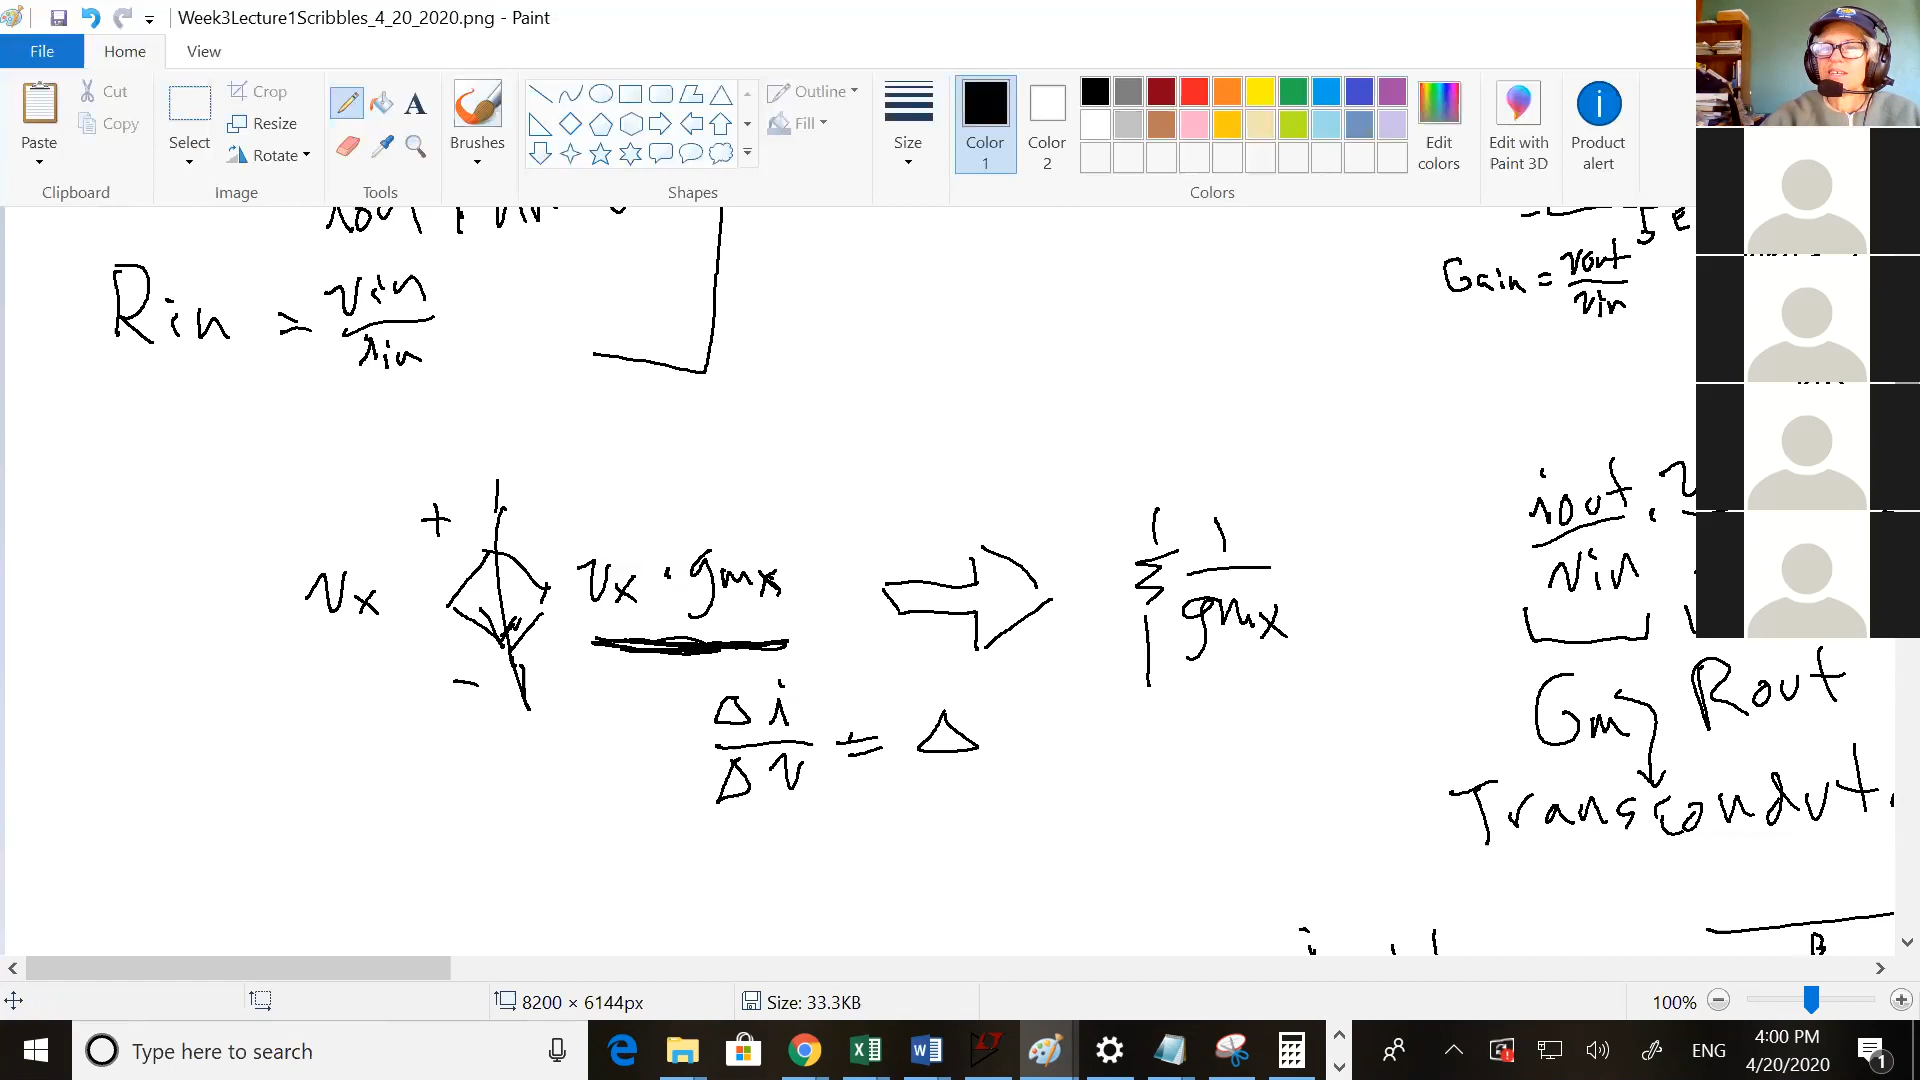 Week3Lecture1Scribbles_4_20_2020.png - Paint
File
Home
View
Paste
Cut
Copy
Clipboard
Select
Crop
Resize
Rotate
Image
A
Tools
Brushes
Shapes
Outline
Fill
Size
Color
1
Color
2
Colors
Edit
colors
Edit with
Paint 3D
Product
alert
Rin = vin
iin
Gain = vout
vin
+
vx
vx · gmx
-
1
gmx
Δi
Δv
= Δ
iout .
vin
Gm Rout
Transcondut
B
8200 × 6144px
Size: 33.3KB
100%
Type here to search
ENG
4:00 PM
4/20/2020
1